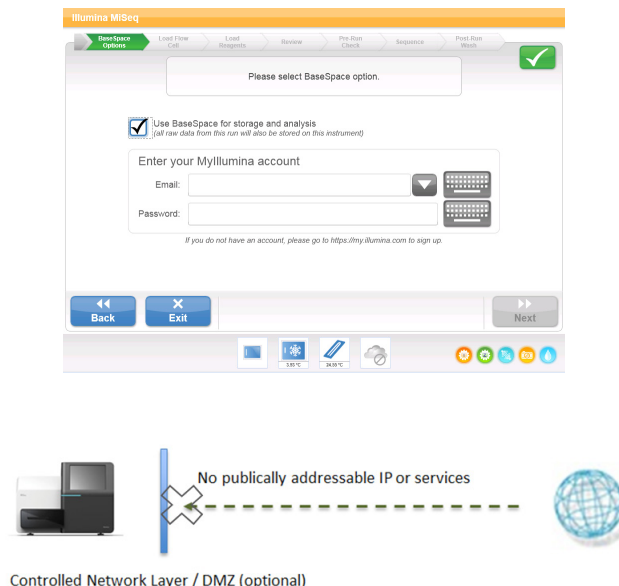 Illumina MiSeq
BaseSpace Options
Load Flow Cell
Load Reagents
Review
Pre-Run Check
Sequence
Post-Run Wash
Please select BaseSpace option.
Use BaseSpace for storage and analysis
(all raw data from this run will also be stored on this instrument)
Enter your MyIllumina account
Email:
Password:
If you do not have an account, please go to https://my.illumina.com to sign up.
Back
Exit
Next
3.85 °C
24.85 °C
No publically addressable IP or services
Controlled Network Layer / DMZ (optional)